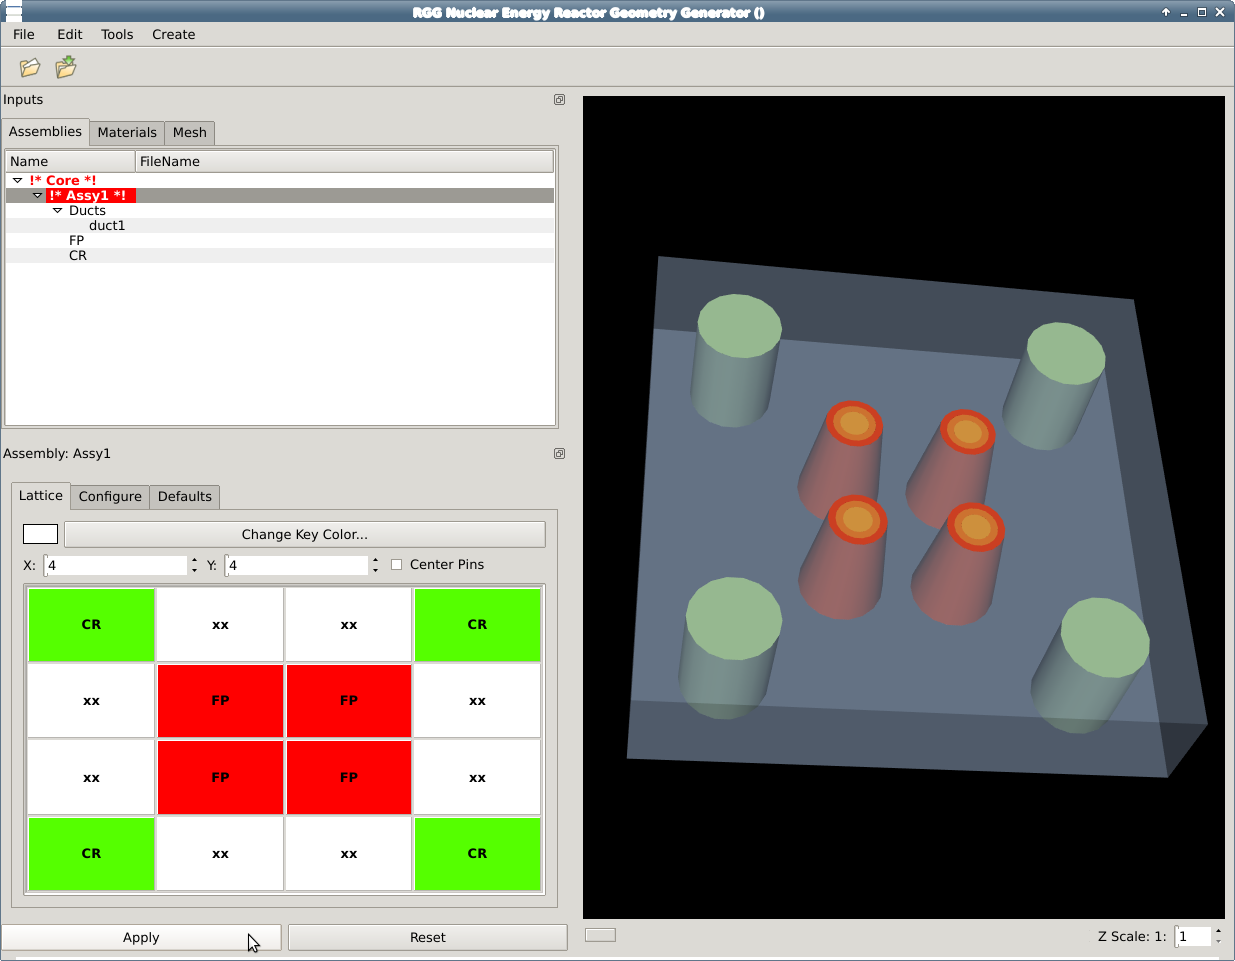 RGG Nuclear Energy Reactor Geometry Generator ()
File Edit Tools Create
Inputs
Assemblies Materials Mesh
Name FileName
!* Core *!
!* Assy1 *!
Ducts
duct1
FP
CR
Assembly: Assy1
Lattice Configure Defaults
Change Key Color...
X: 4 Y: 4 Center Pins
CR xx xx CR
xx FP FP xx
xx FP FP xx
CR xx xx CR
Apply Reset
Z Scale: 1: 1